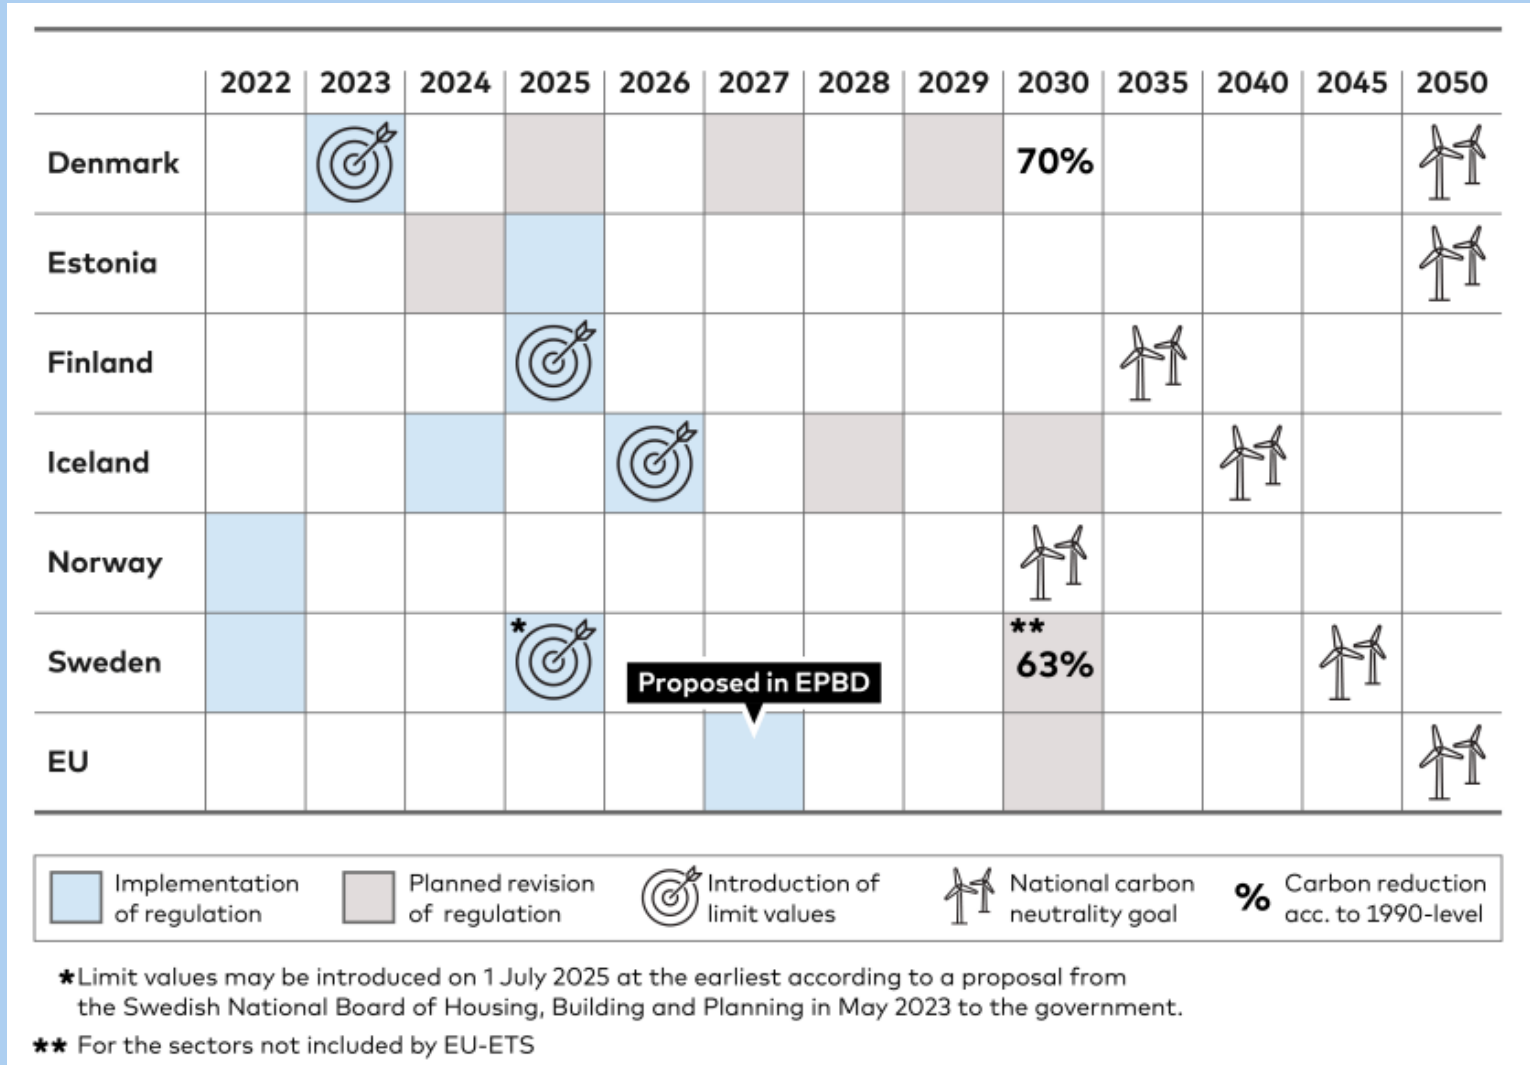 2022 2023 2024 2025 2026 2027 2028 2029 2030 2035 2040 2045 2050
Denmark 70%
Estonia
Finland
Iceland
Norway
Sweden * ** 63%
Proposed in EPBD
EU
Implementation of regulation
Planned revision of regulation
Introduction of limit values
National carbon neutrality goal
% Carbon reduction acc. to 1990-level
*Limit values may be introduced on 1 July 2025 at the earliest according to a proposal from
the Swedish National Board of Housing, Building and Planning in May 2023 to the government.
** For the sectors not included by EU-ETS